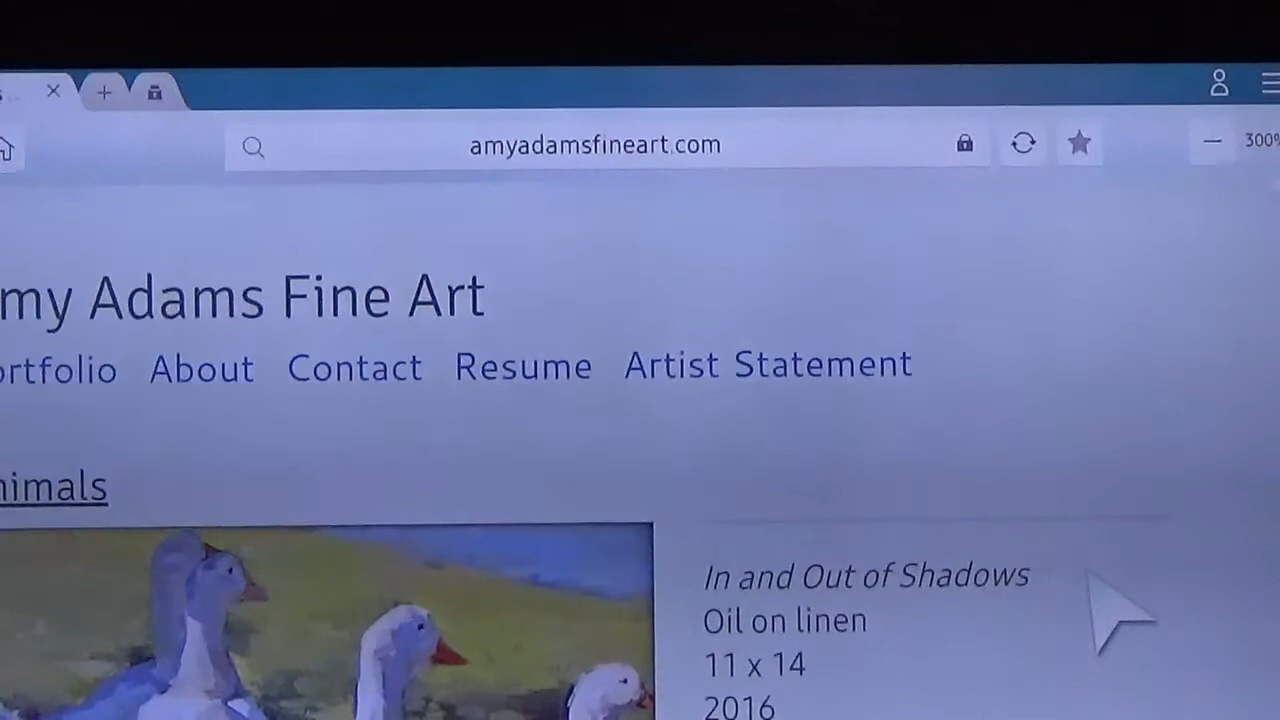 amyadamsfineart.com
300%
my Adams Fine Art
ortfolio About Contact Resume Artist Statement
nimals
In and Out of Shadows
Oil on linen
11 x 14
2016